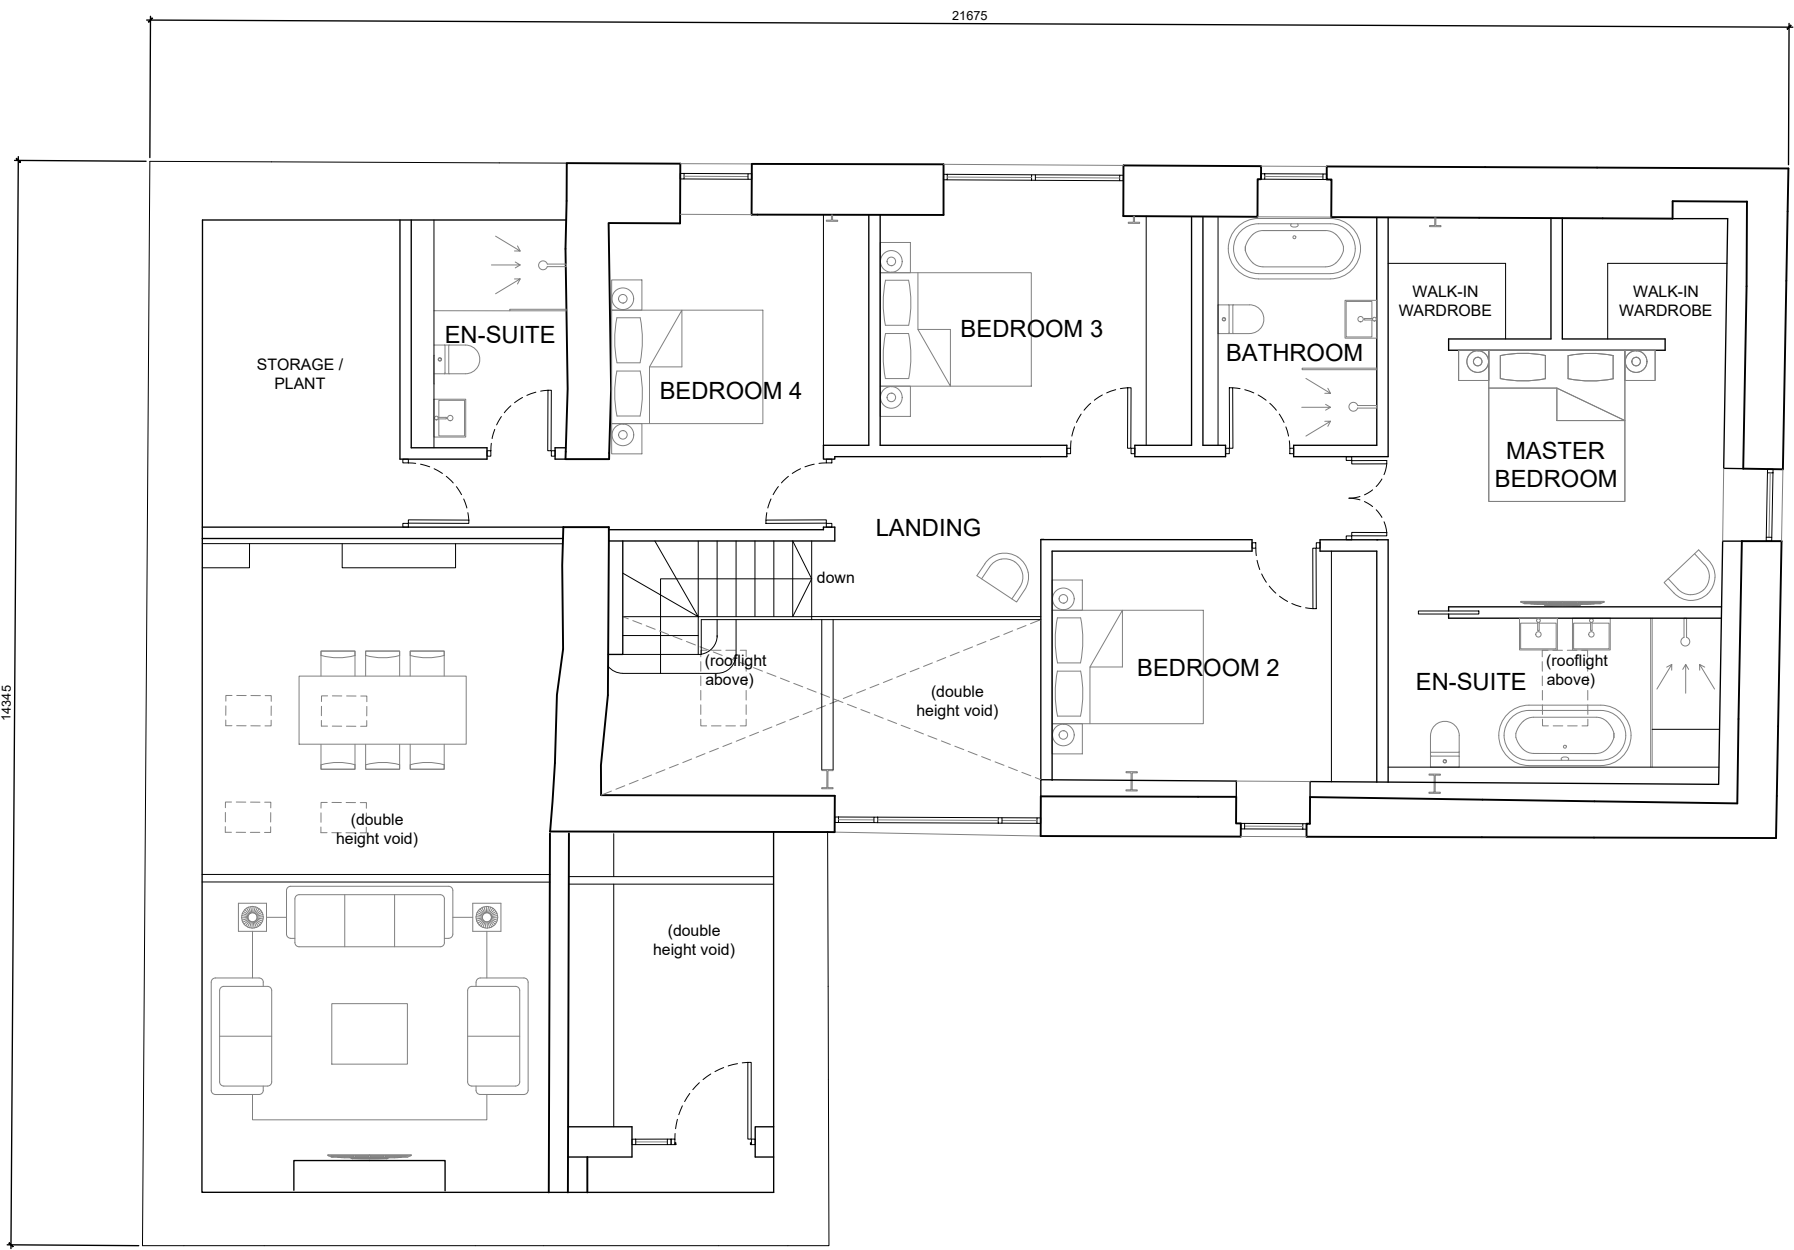 21675
WALK-IN
WARDROBE
WALK-IN
WARDROBE
EN-SUITE
BEDROOM 3
BATHROOM
STORAGE /
PLANT
BEDROOM 4
MASTER
BEDROOM
LANDING
down
(rooflight
above)
(double
height void)
BEDROOM 2
EN-SUITE
(rooflight
above)
14345
(double
height void)
(double
height void)